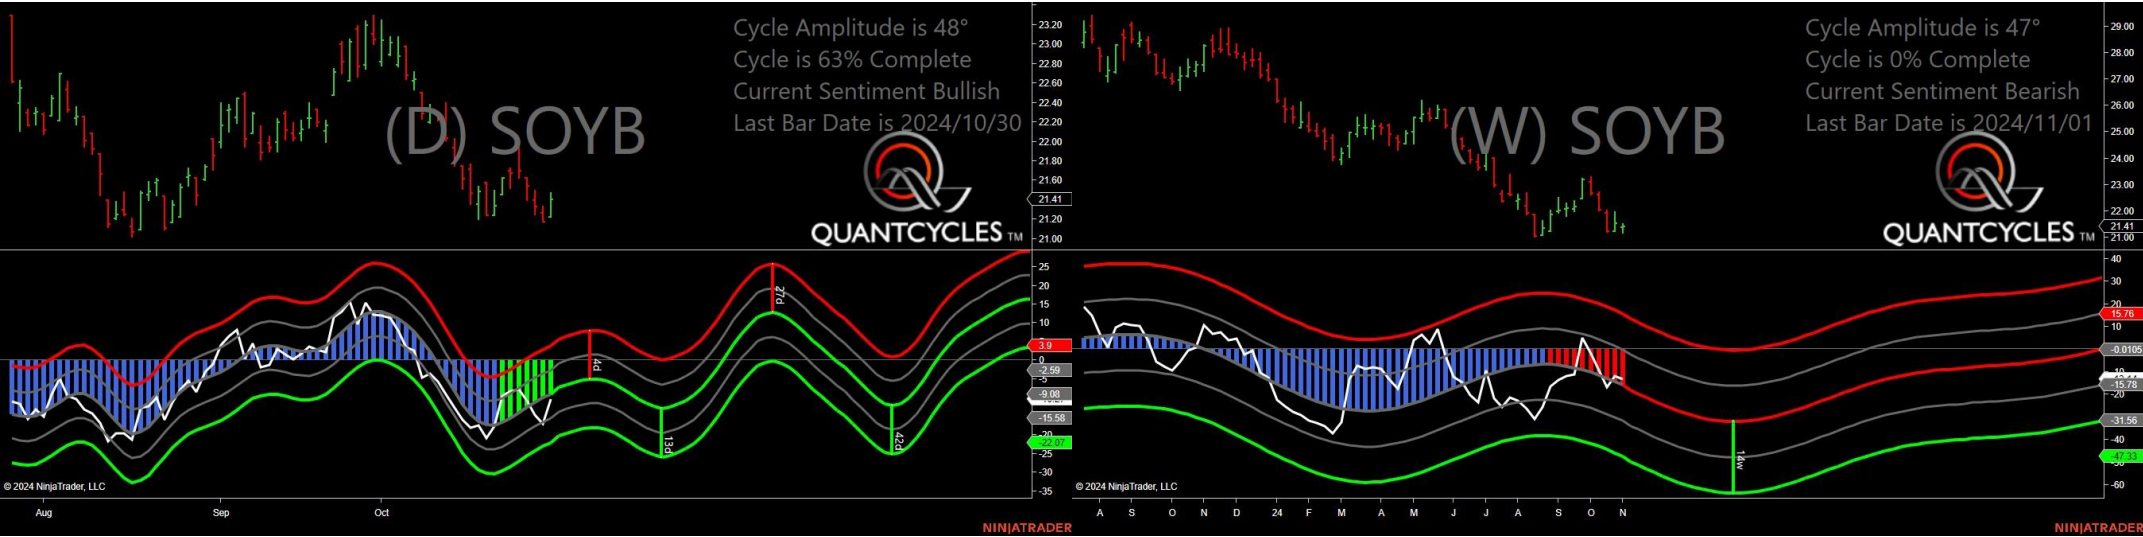 Cycle Amplitude is 48°
Cycle is 63% Complete
Current Sentiment Bullish
Last Bar Date is 2024/10/30
(D) SOYB
QUANTCYCLES TM
23.20
23.00
22.80
22.60
22.40
22.20
22.00
21.80
21.60
21.41
21.20
21.00
25
20
15
10
5
3.9
0
-2.59
-5
-9.08
-15.58
-20
-22.07
-25
-30
-35
4d
13d
27d
42d
© 2024 NinjaTrader, LLC
Aug
Sep
Oct
NINJATRADER
Cycle Amplitude is 47°
Cycle is 0% Complete
Current Sentiment Bearish
Last Bar Date is 2024/11/01
(W) SOYB
QUANTCYCLES TM
29.00
28.00
27.00
26.00
25.00
24.00
23.00
22.00
21.41
21.00
40
30
20
15.76
10
-0.0105
-15.78
-20
-31.56
-40
-47.33
-60
14w
© 2024 NinjaTrader, LLC
A S O N D 24 F M A M J J A S O N
NINJATRADER